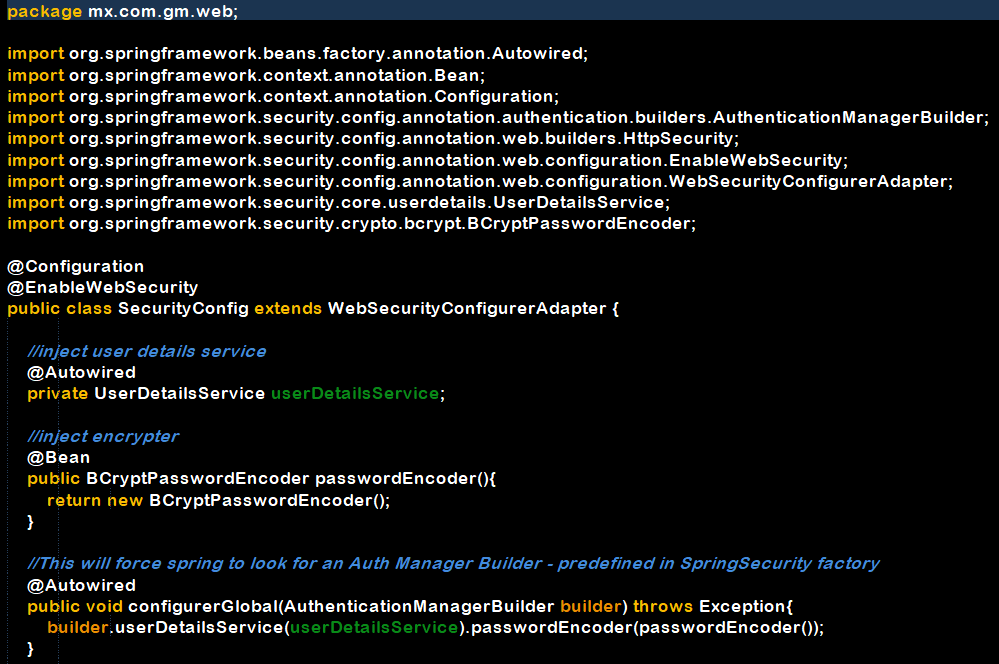 package mx.com.gm.web;
import org.springframework.beans.factory.annotation.Autowired;
import org.springframework.context.annotation.Bean;
import org.springframework.context.annotation.Configuration;
import org.springframework.security.config.annotation.authentication.builders.AuthenticationManagerBuilder;
import org.springframework.security.config.annotation.web.builders.HttpSecurity;
import org.springframework.security.config.annotation.web.configuration.EnableWebSecurity;
import org.springframework.security.config.annotation.web.configuration.WebSecurityConfigurerAdapter;
import org.springframework.security.core.userdetails.UserDetailsService;
import org.springframework.security.crypto.bcrypt.BCryptPasswordEncoder;
@Configuration
@EnableWebSecurity
public class SecurityConfig extends WebSecurityConfigurerAdapter {
//inject user details service
@Autowired
private UserDetailsService userDetailsService;
//inject encrypter
@Bean
public BCryptPasswordEncoder passwordEncoder(){
return new BCryptPasswordEncoder();
}
//This will force spring to look for an Auth Manager Builder - predefined in SpringSecurity factory
@Autowired
public void configurerGlobal(AuthenticationManagerBuilder builder) throws Exception{
builder.userDetailsService(userDetailsService).passwordEncoder(passwordEncoder());
}